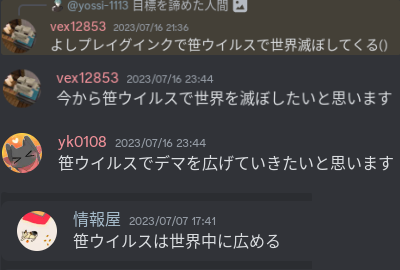 @yossi-1113 目標を諦めた人間
vex12853 2023/07/16 21:36
よしプレイグインクで笹ウイルスで世界滅ぼしてくる()
vex12853 2023/07/16 23:44
今から笹ウイルスで世界を滅ぼしたいと思います
yk0108 2023/07/16 23:44
笹ウイルスでデマを広げていきたいと思います
情報屋 2023/07/07 17:41
笹ウイルスは世界中に広める